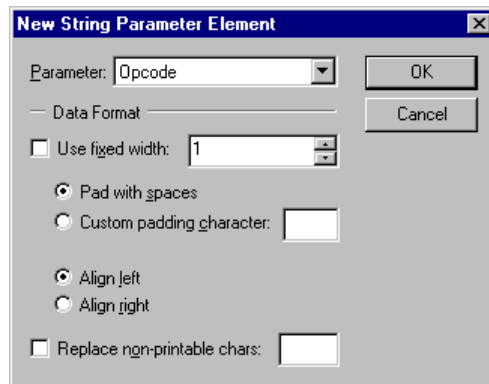 New String Parameter Element
Parameter: Opcode
OK
Data Format
Cancel
Use fixed width: 1
Pad with spaces
Custom padding character:
Align left
Align right
Replace non-printable chars: